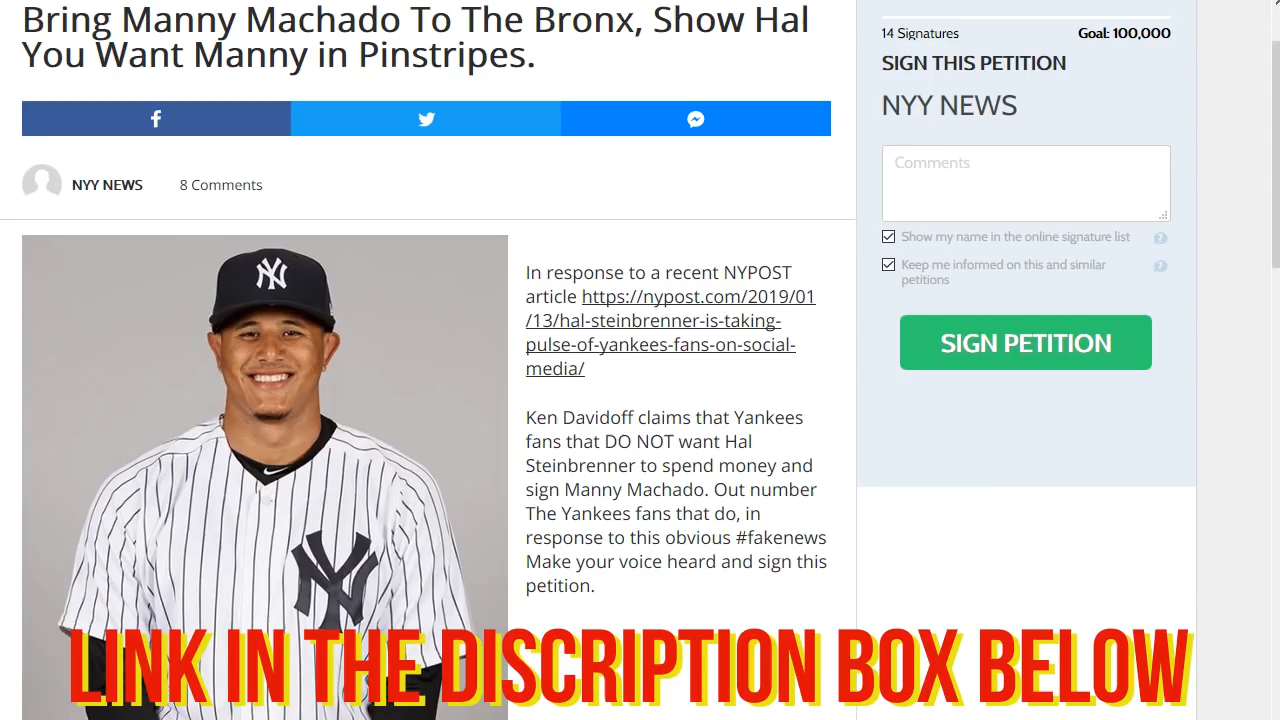 Bring Manny Machado To The Bronx, Show Hal
You Want Manny in Pinstripes.
NYY NEWS 8 Comments
In response to a recent NYPOST
article https://nypost.com/2019/01
/13/hal-steinbrenner-is-taking-
pulse-of-yankees-fans-on-social-
media/
Ken Davidoff claims that Yankees
fans that DO NOT want Hal
Steinbrenner to spend money and
sign Manny Machado. Out number
The Yankees fans that do, in
response to this obvious #fakenews
Make your voice heard and sign this
petition.
14 Signatures Goal: 100,000
SIGN THIS PETITION
NYY NEWS
Comments
Show my name in the online signature list ?
Keep me informed on this and similar ?
petitions
SIGN PETITION
NY
NY
LINK IN THE DISCRIPTION BOX BELOW